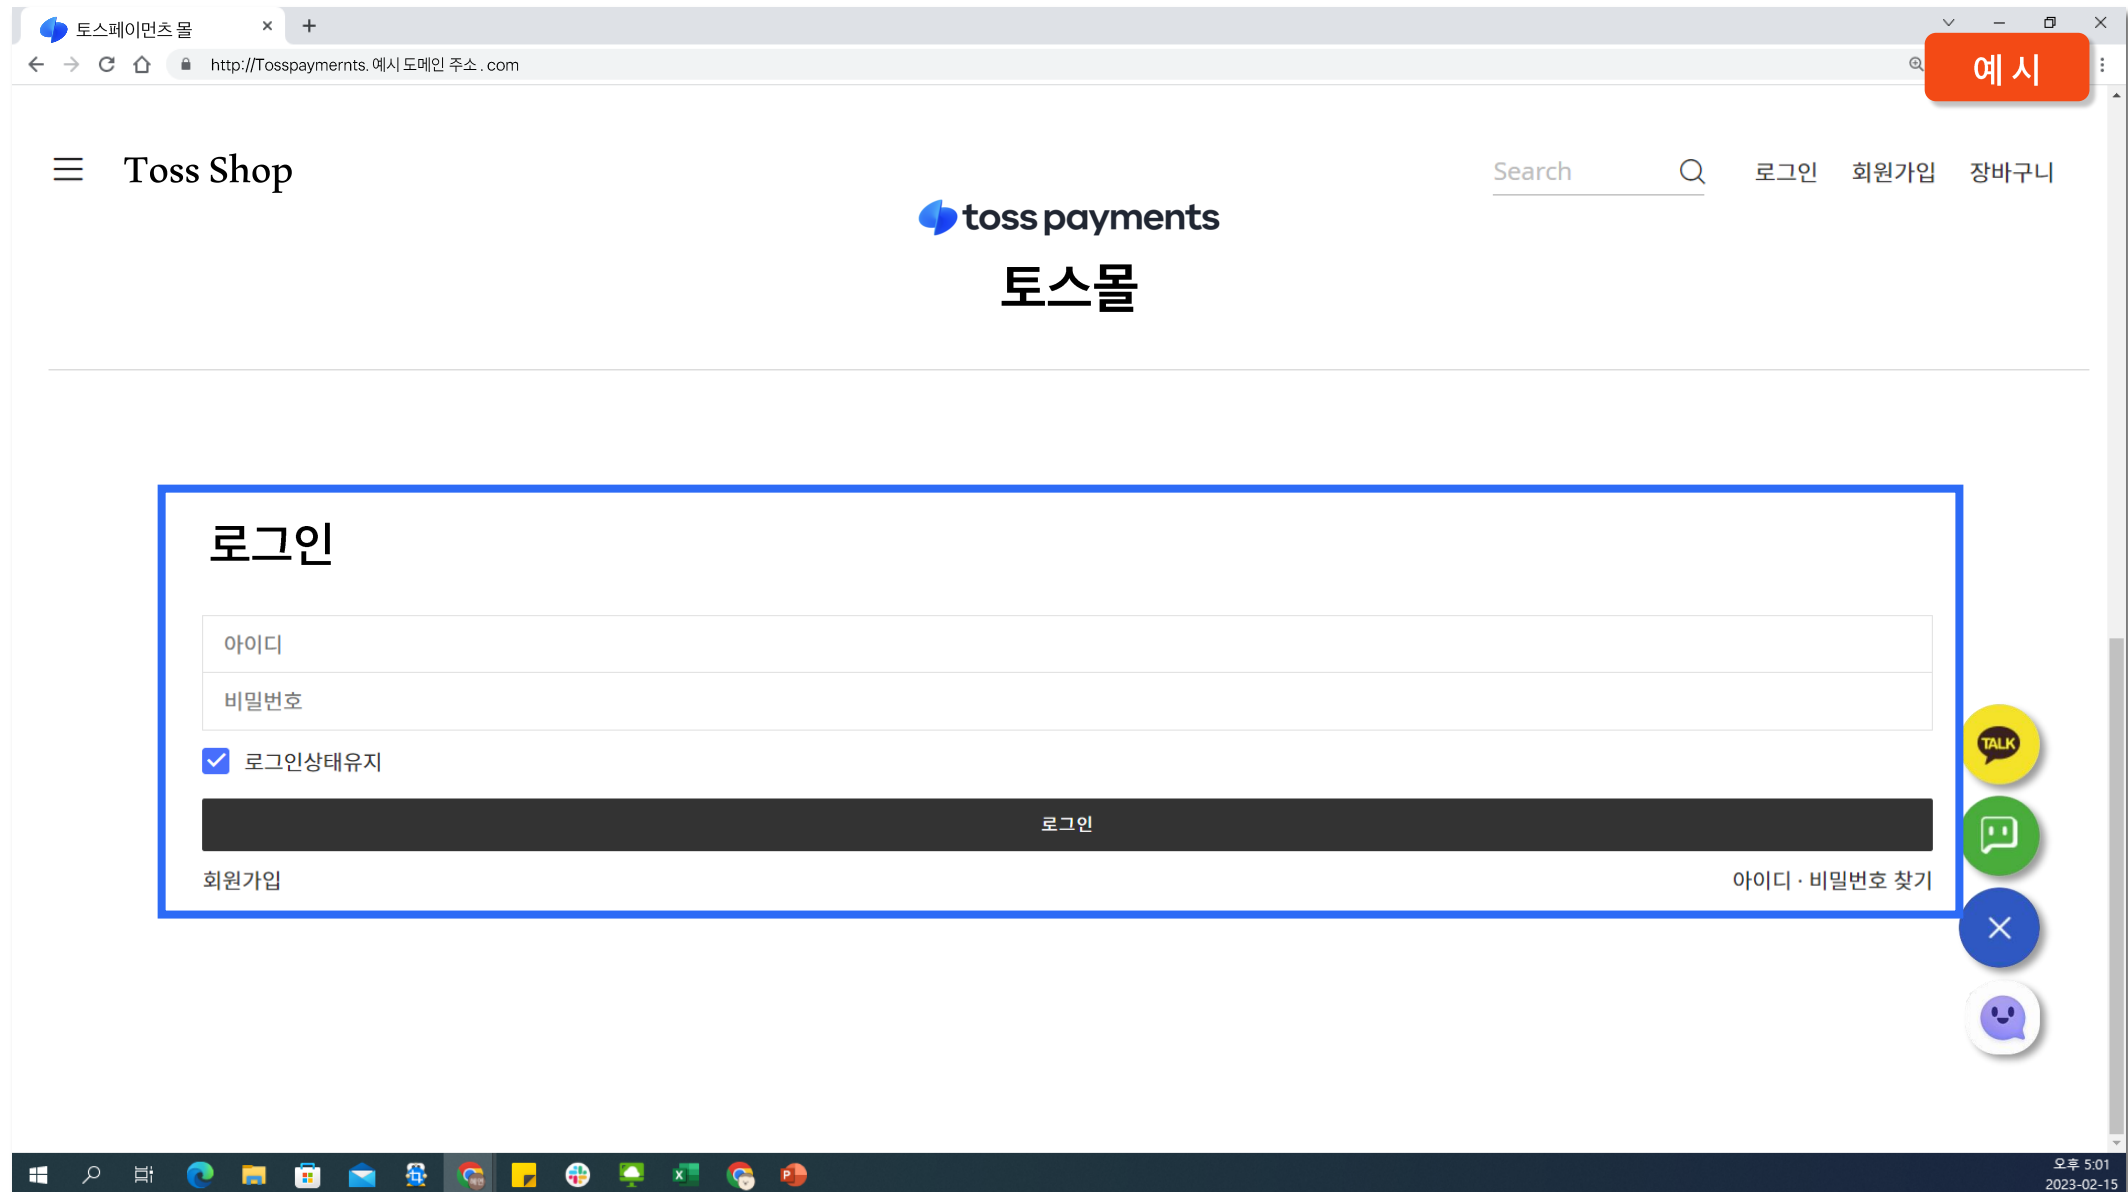 토스페이먼츠 몰
http://Tosspaymernts. 예시 도메인 주소 . com
예 시
Toss Shop
Search
로그인 회원가입 장바구니
toss payments
토스몰
로그인
아이디
비밀번호
로그인상태유지
로그인
회원가입
아이디 · 비밀번호 찾기
TALK
오후 5:01
2023-02-15